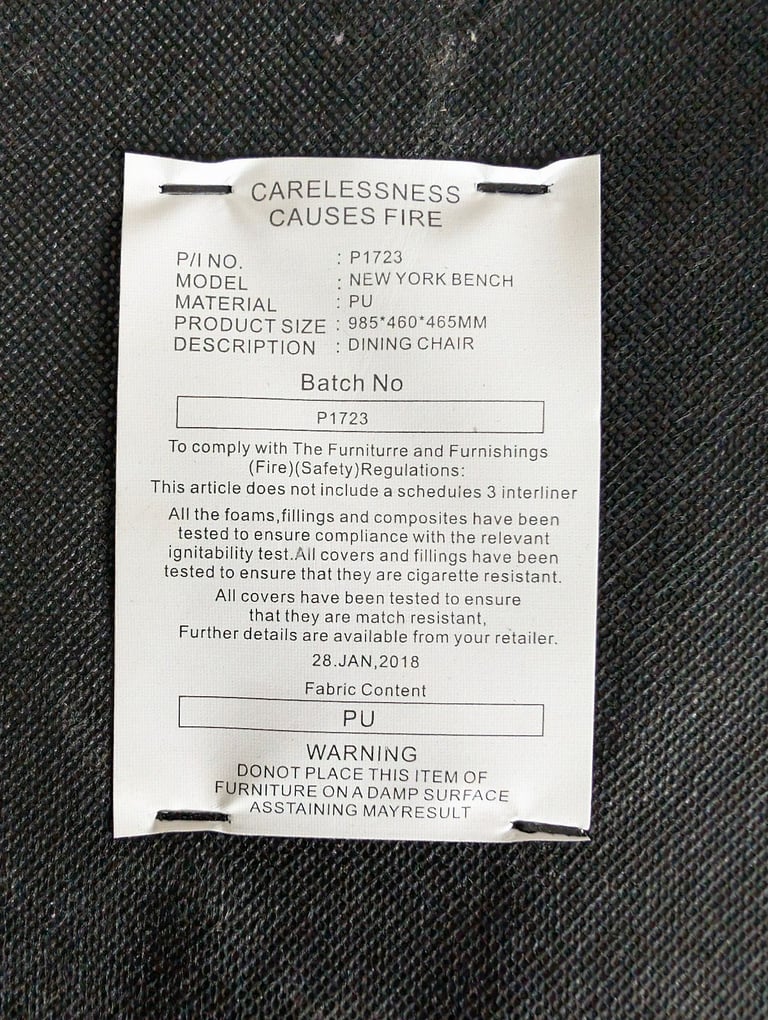 CARELESSNESS
CAUSES FIRE
P/I NO. : P1723
MODEL : NEW YORK BENCH
MATERIAL : PU
PRODUCT SIZE : 985*460*465MM
DESCRIPTION : DINING CHAIR
Batch No
P1723
To comply with The Furniturre and Furnishings
(Fire)(Safety)Regulations:
This article does not include a schedules 3 interliner
All the foams,fillings and composites have been
tested to ensure compliance with the relevant
ignitability test.All covers and fillings have been
tested to ensure that they are cigarette resistant.
All covers have been tested to ensure
that they are match resistant,
Further details are available from your retailer.
28.JAN,2018
Fabric Content
PU
WARNING
DONOT PLACE THIS ITEM OF
FURNITURE ON A DAMP SURFACE
ASSTAINING MAYRESULT